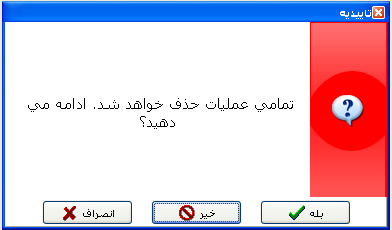 تاييديه
تمامي عمليات حذف خواهد شد. ادامه مي
دهيد؟
بله
خير
انصراف